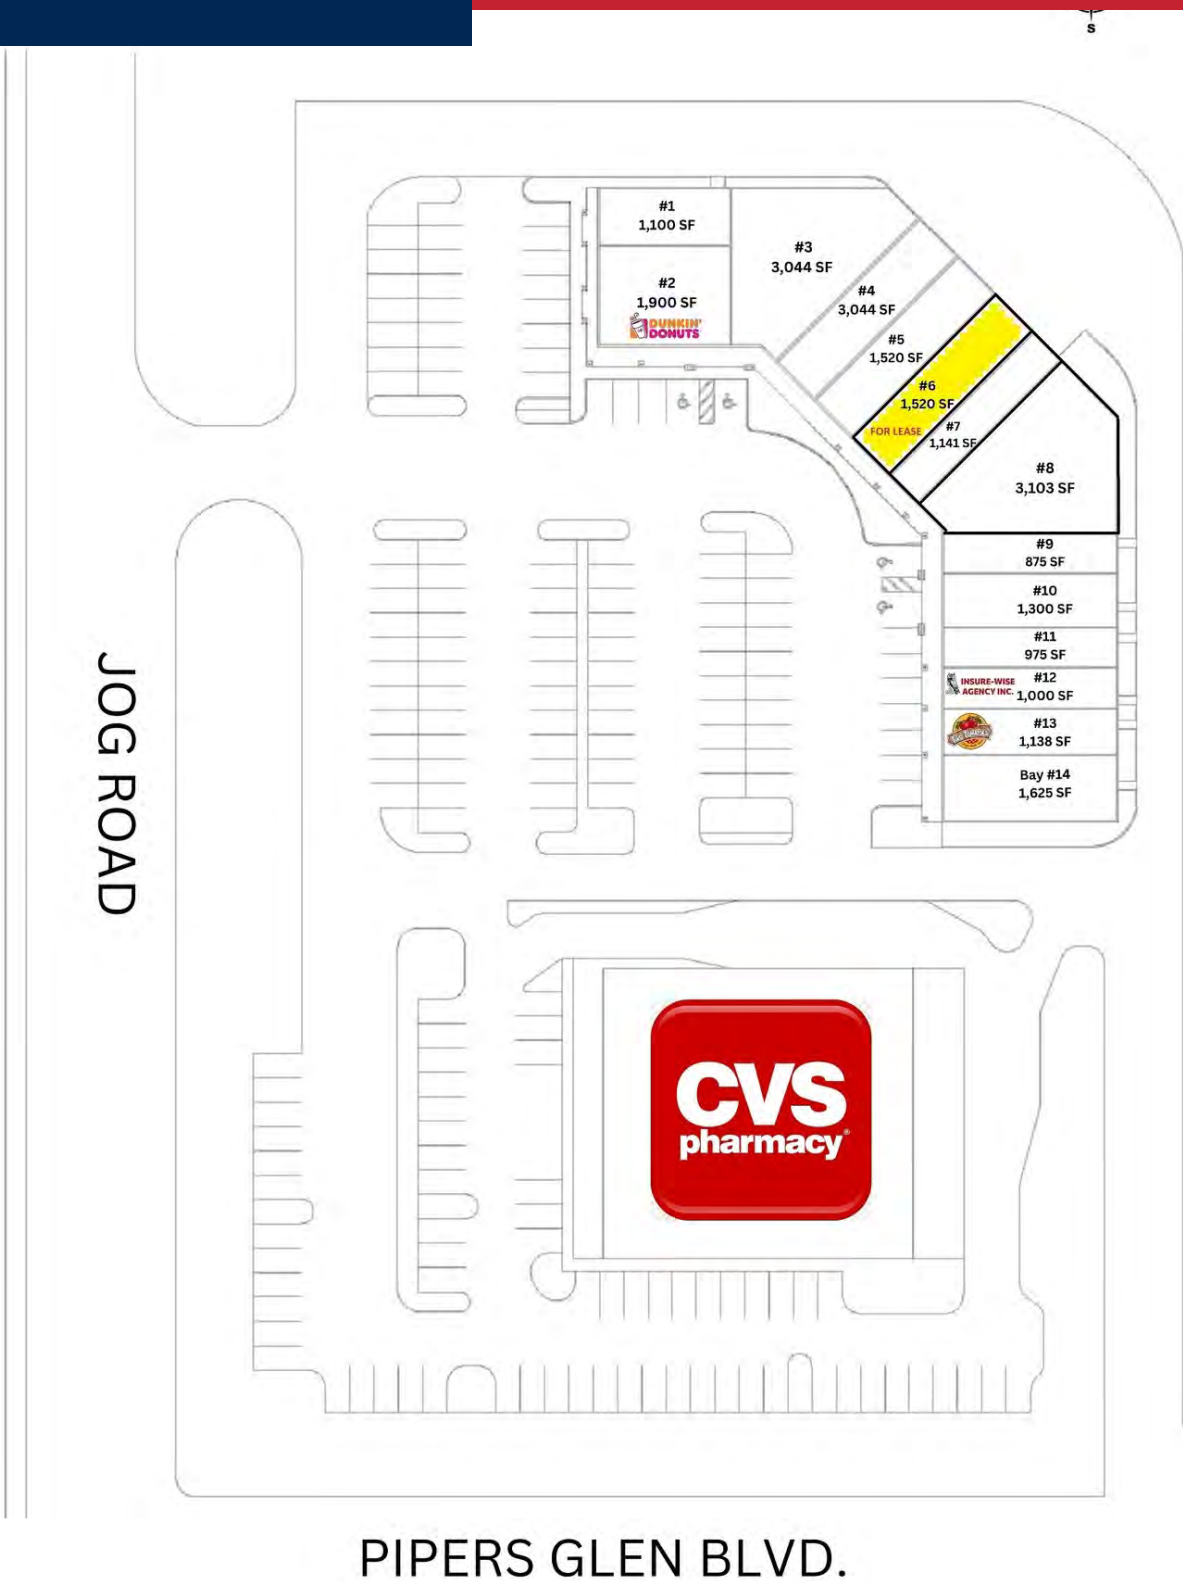 S
#1
1,100 SF
#2
1,900 SF
DUNKIN'
DONUTS
#3
3,044 SF
#4
3,044 SF
#5
1,520 SF
#6
1,520 SF
FOR LEASE
#7
1,141 SF
#8
3,103 SF
#9
875 SF
#10
1,300 SF
#11
975 SF
INSURE-WISE
AGENCY INC.
#12
1,000 SF
#13
1,138 SF
Bay #14
1,625 SF
JOG ROAD
CVS
pharmacy®
PIPERS GLEN BLVD.